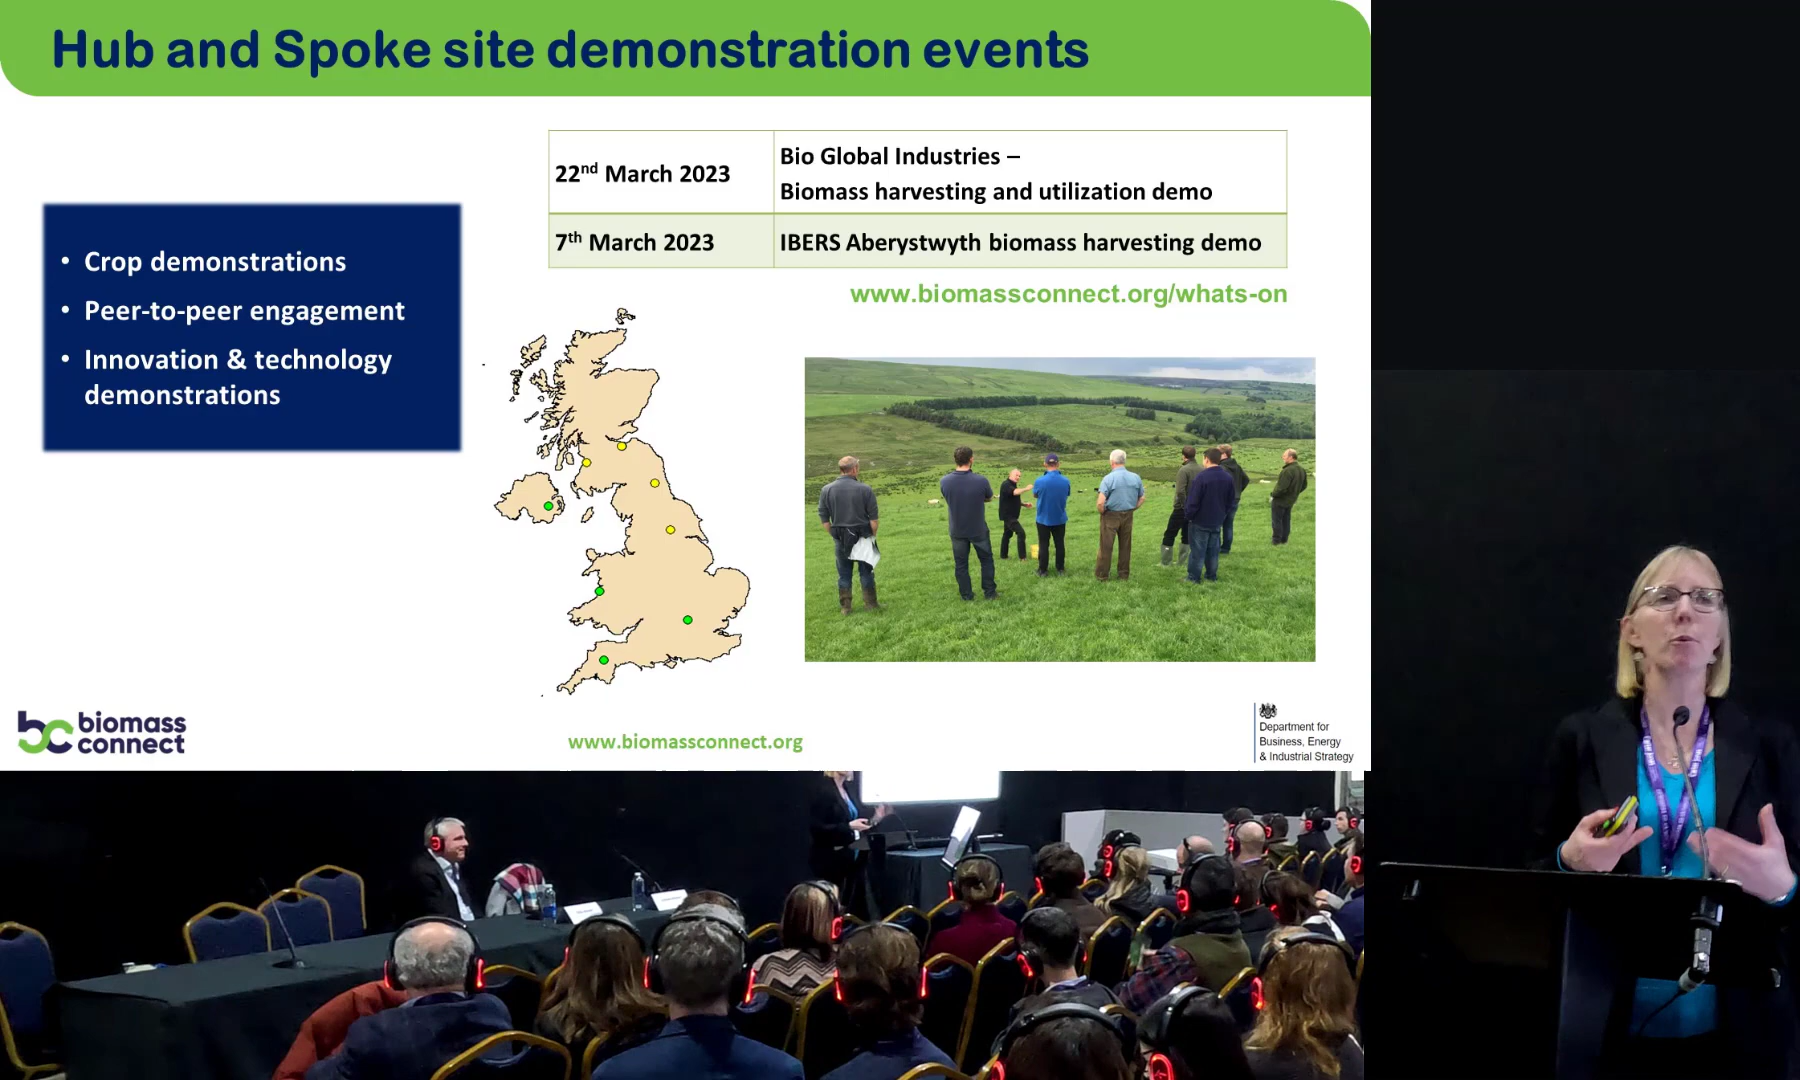 Hub and Spoke site demonstration events
• Crop demonstrations
• Peer-to-peer engagement
• Innovation & technology
demonstrations
22nd March 2023
Bio Global Industries –
Biomass harvesting and utilization demo
7th March 2023
IBERS Aberystwyth biomass harvesting demo
www.biomassconnect.org/whats-on
bc biomass
connect
www.biomassconnect.org
Department for
Business, Energy
& Industrial Strategy